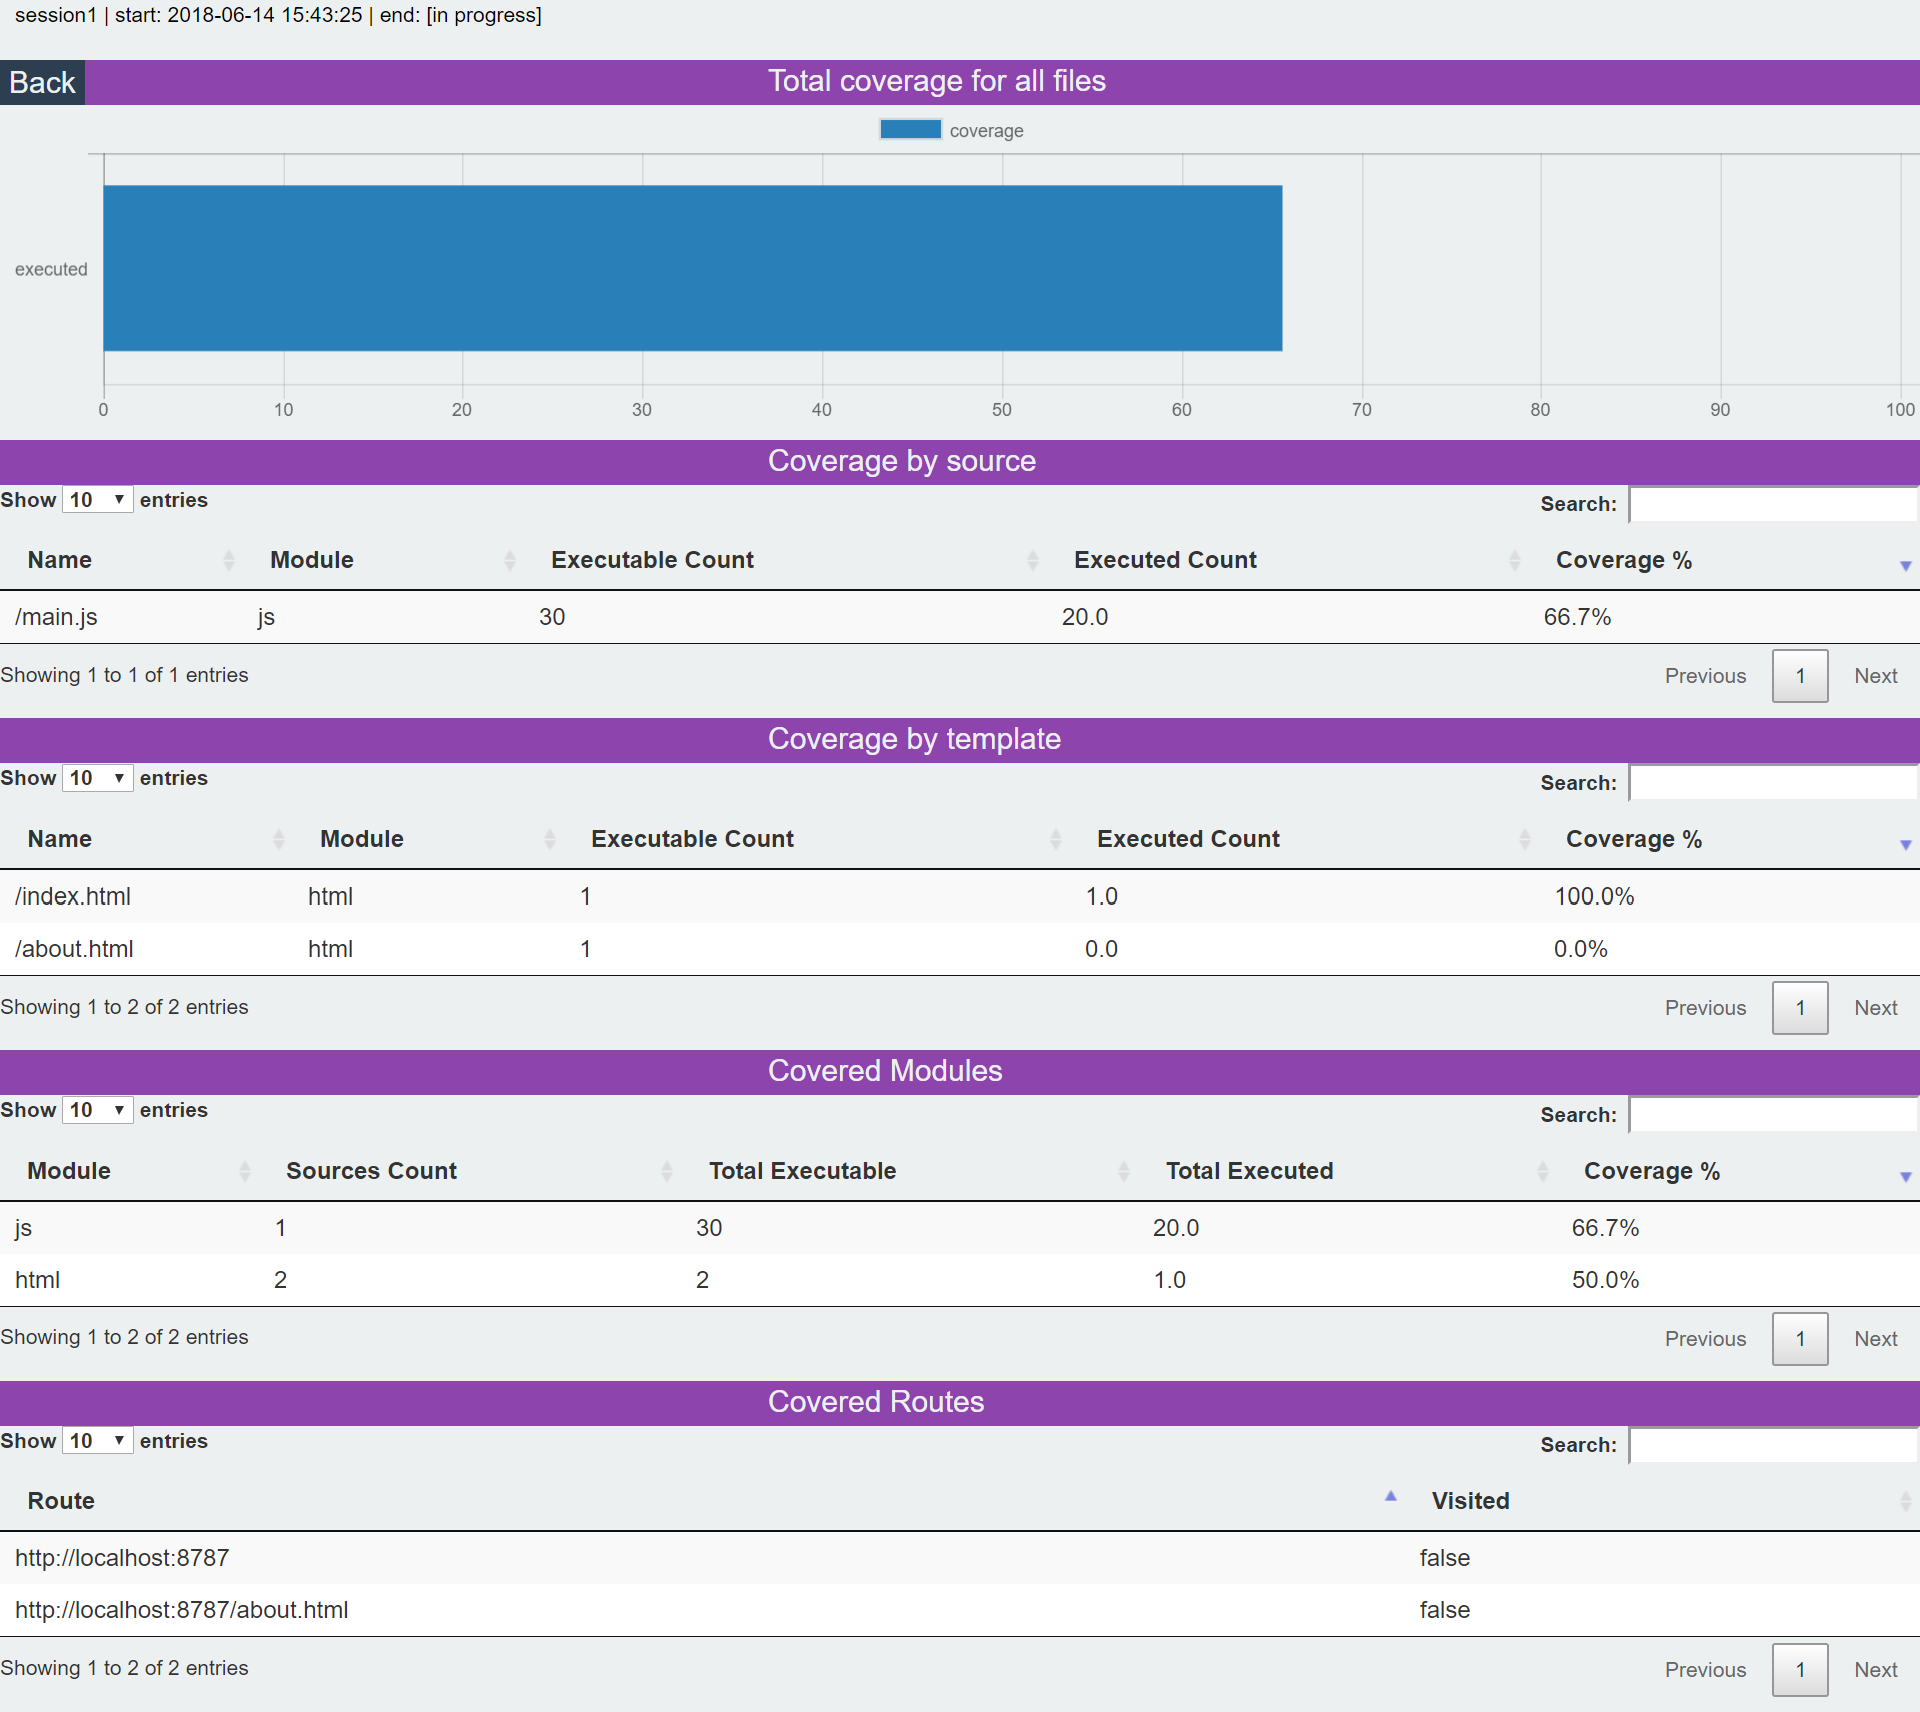 session1 | start: 2018-06-14 15:43:25 | end: [in progress]
Back Total coverage for all files
coverage
executed
0 10 20 30 40 50 60 70 80 90 100
Coverage by source
Show 10 entries Search:
Name Module Executable Count Executed Count Coverage %
/main.js js 30 20.0 66.7%
Showing 1 to 1 of 1 entries Previous 1 Next
Coverage by template
Show 10 entries Search:
Name Module Executable Count Executed Count Coverage %
/index.html html 1 1.0 100.0%
/about.html html 1 0.0 0.0%
Showing 1 to 2 of 2 entries Previous 1 Next
Covered Modules
Show 10 entries Search:
Module Sources Count Total Executable Total Executed Coverage %
js 1 30 20.0 66.7%
html 2 2 1.0 50.0%
Showing 1 to 2 of 2 entries Previous 1 Next
Covered Routes
Show 10 entries Search:
Route Visited
http://localhost:8787 false
http://localhost:8787/about.html false
Showing 1 to 2 of 2 entries Previous 1 Next